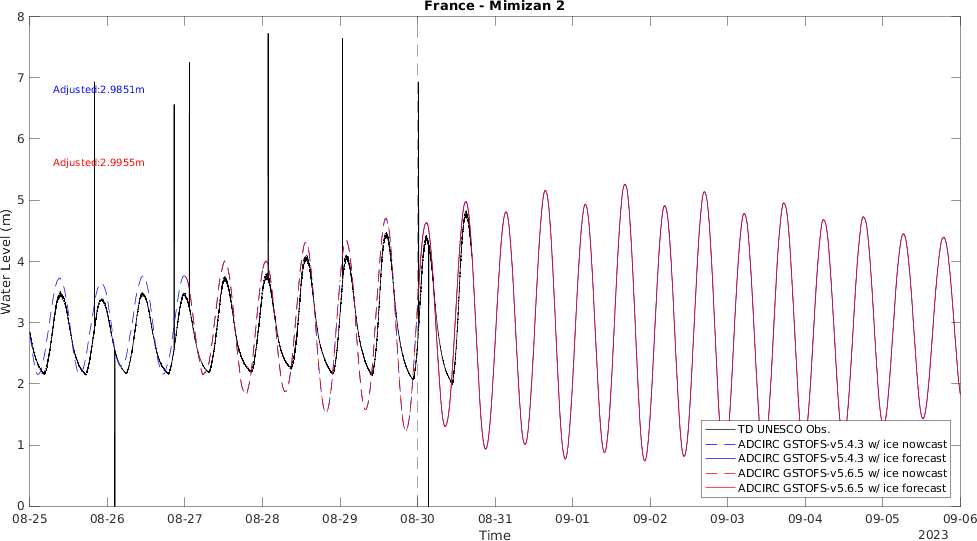 France - Mimizan 2
8
7
6
5
4
3
2
1
0
Water Level (m)
Adjusted:2.9851m
Adjusted:2.9955m
TD UNESCO Obs.
ADCIRC GSTOFS-v5.4.3 w/ ice nowcast
ADCIRC GSTOFS-v5.4.3 w/ ice forecast
ADCIRC GSTOFS-v5.6.5 w/ ice nowcast
ADCIRC GSTOFS-v5.6.5 w/ ice forecast
08-25 08-26 08-27 08-28 08-29 08-30 08-31 09-01 09-02 09-03 09-04 09-05 09-06
Time
2023